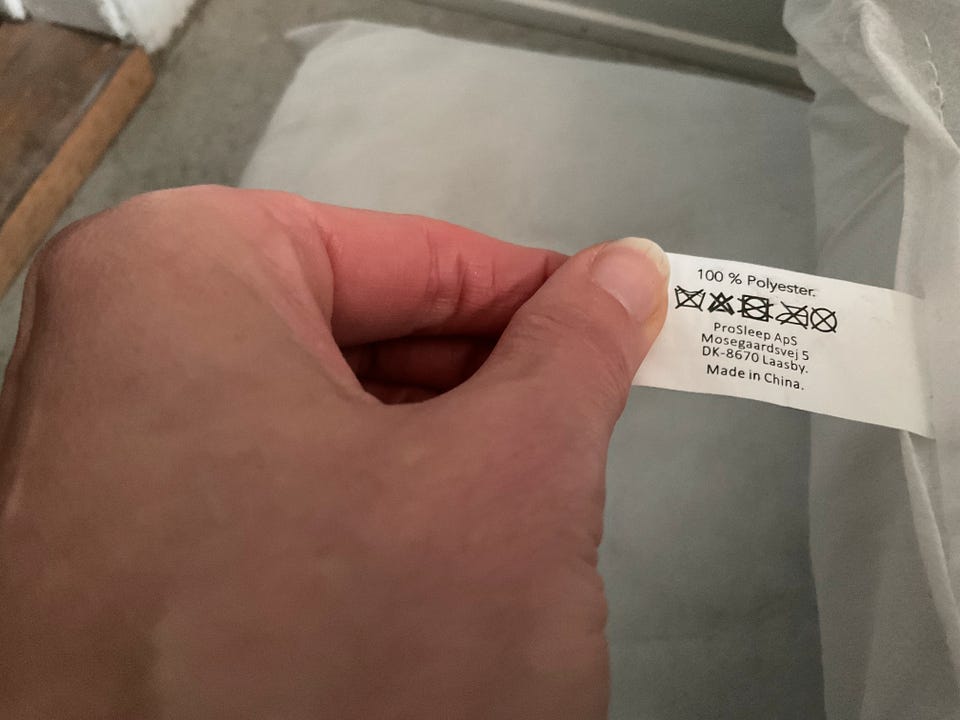 100 % Polyester.
ProSleep ApS
Mosegaardsvej 5
DK-8670 Laasby.
Made in China.